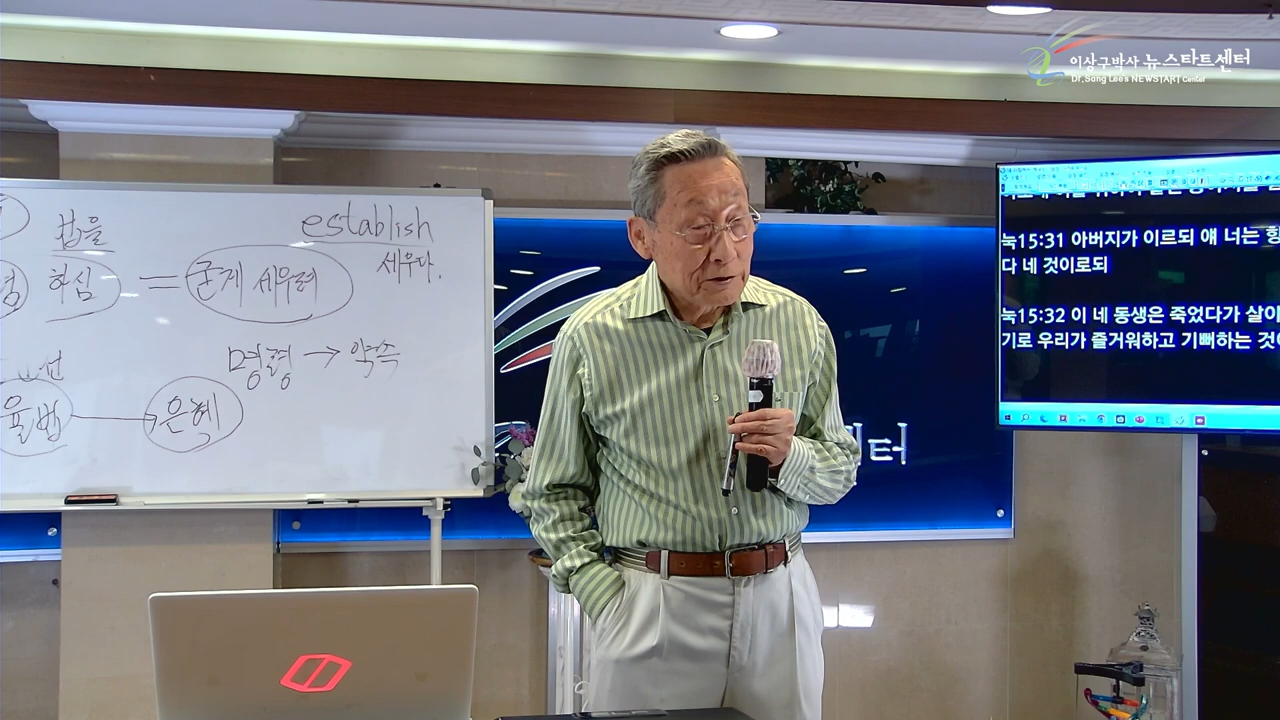 이상구박사 뉴스타트센터
Dr.Sang Lee's NEWSTART Center
법을
establish
하심 = 굳게 세우려
세우다.
명령 → 약속
율법 → 은혜
눅15:31 아버지가 이르되 얘 너는 항
다 네 것이로되
눅15:32 이 네 동생은 죽었다가 살아
기로 우리가 즐거워하고 기뻐하는 것
터